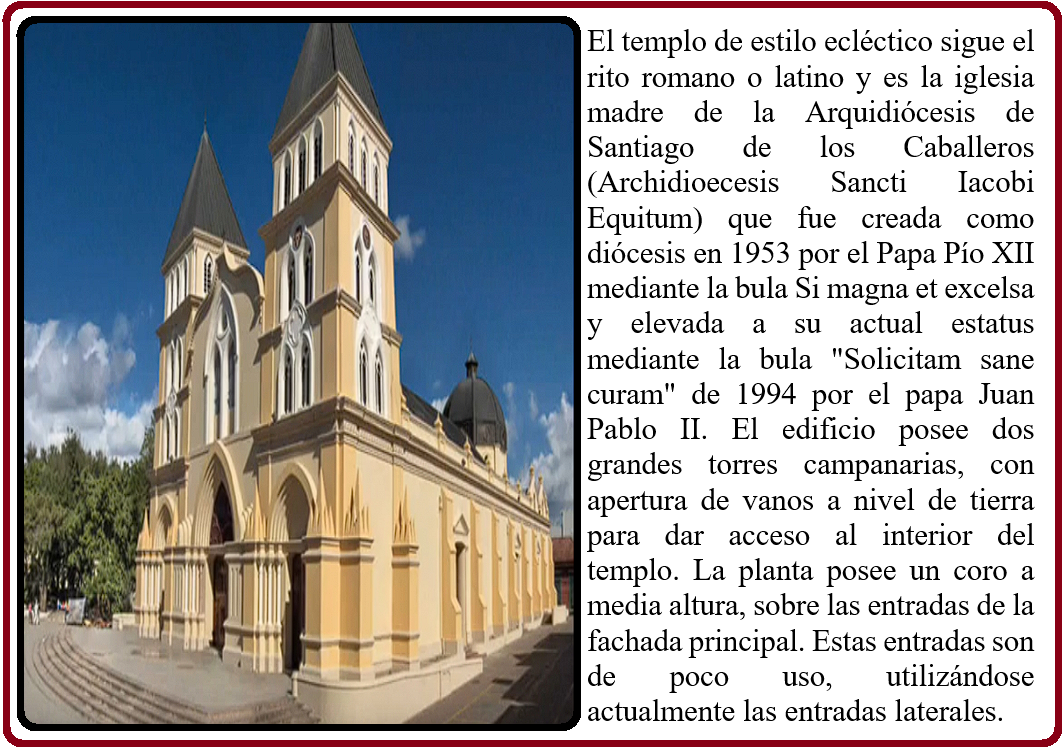 El templo de estilo ecléctico sigue el
rito romano o latino y es la iglesia
madre de la Arquidiócesis de
Santiago de los Caballeros
(Archidioecesis Sancti Iacobi
Equitum) que fue creada como
diócesis en 1953 por el Papa Pío XII
mediante la bula Si magna et excelsa
y elevada a su actual estatus
mediante la bula "Solicitam sane
curam" de 1994 por el papa Juan
Pablo II. El edificio posee dos
grandes torres campanarias, con
apertura de vanos a nivel de tierra
para dar acceso al interior del
templo. La planta posee un coro a
media altura, sobre las entradas de la
fachada principal. Estas entradas son
de poco uso, utilizándose
actualmente las entradas laterales.